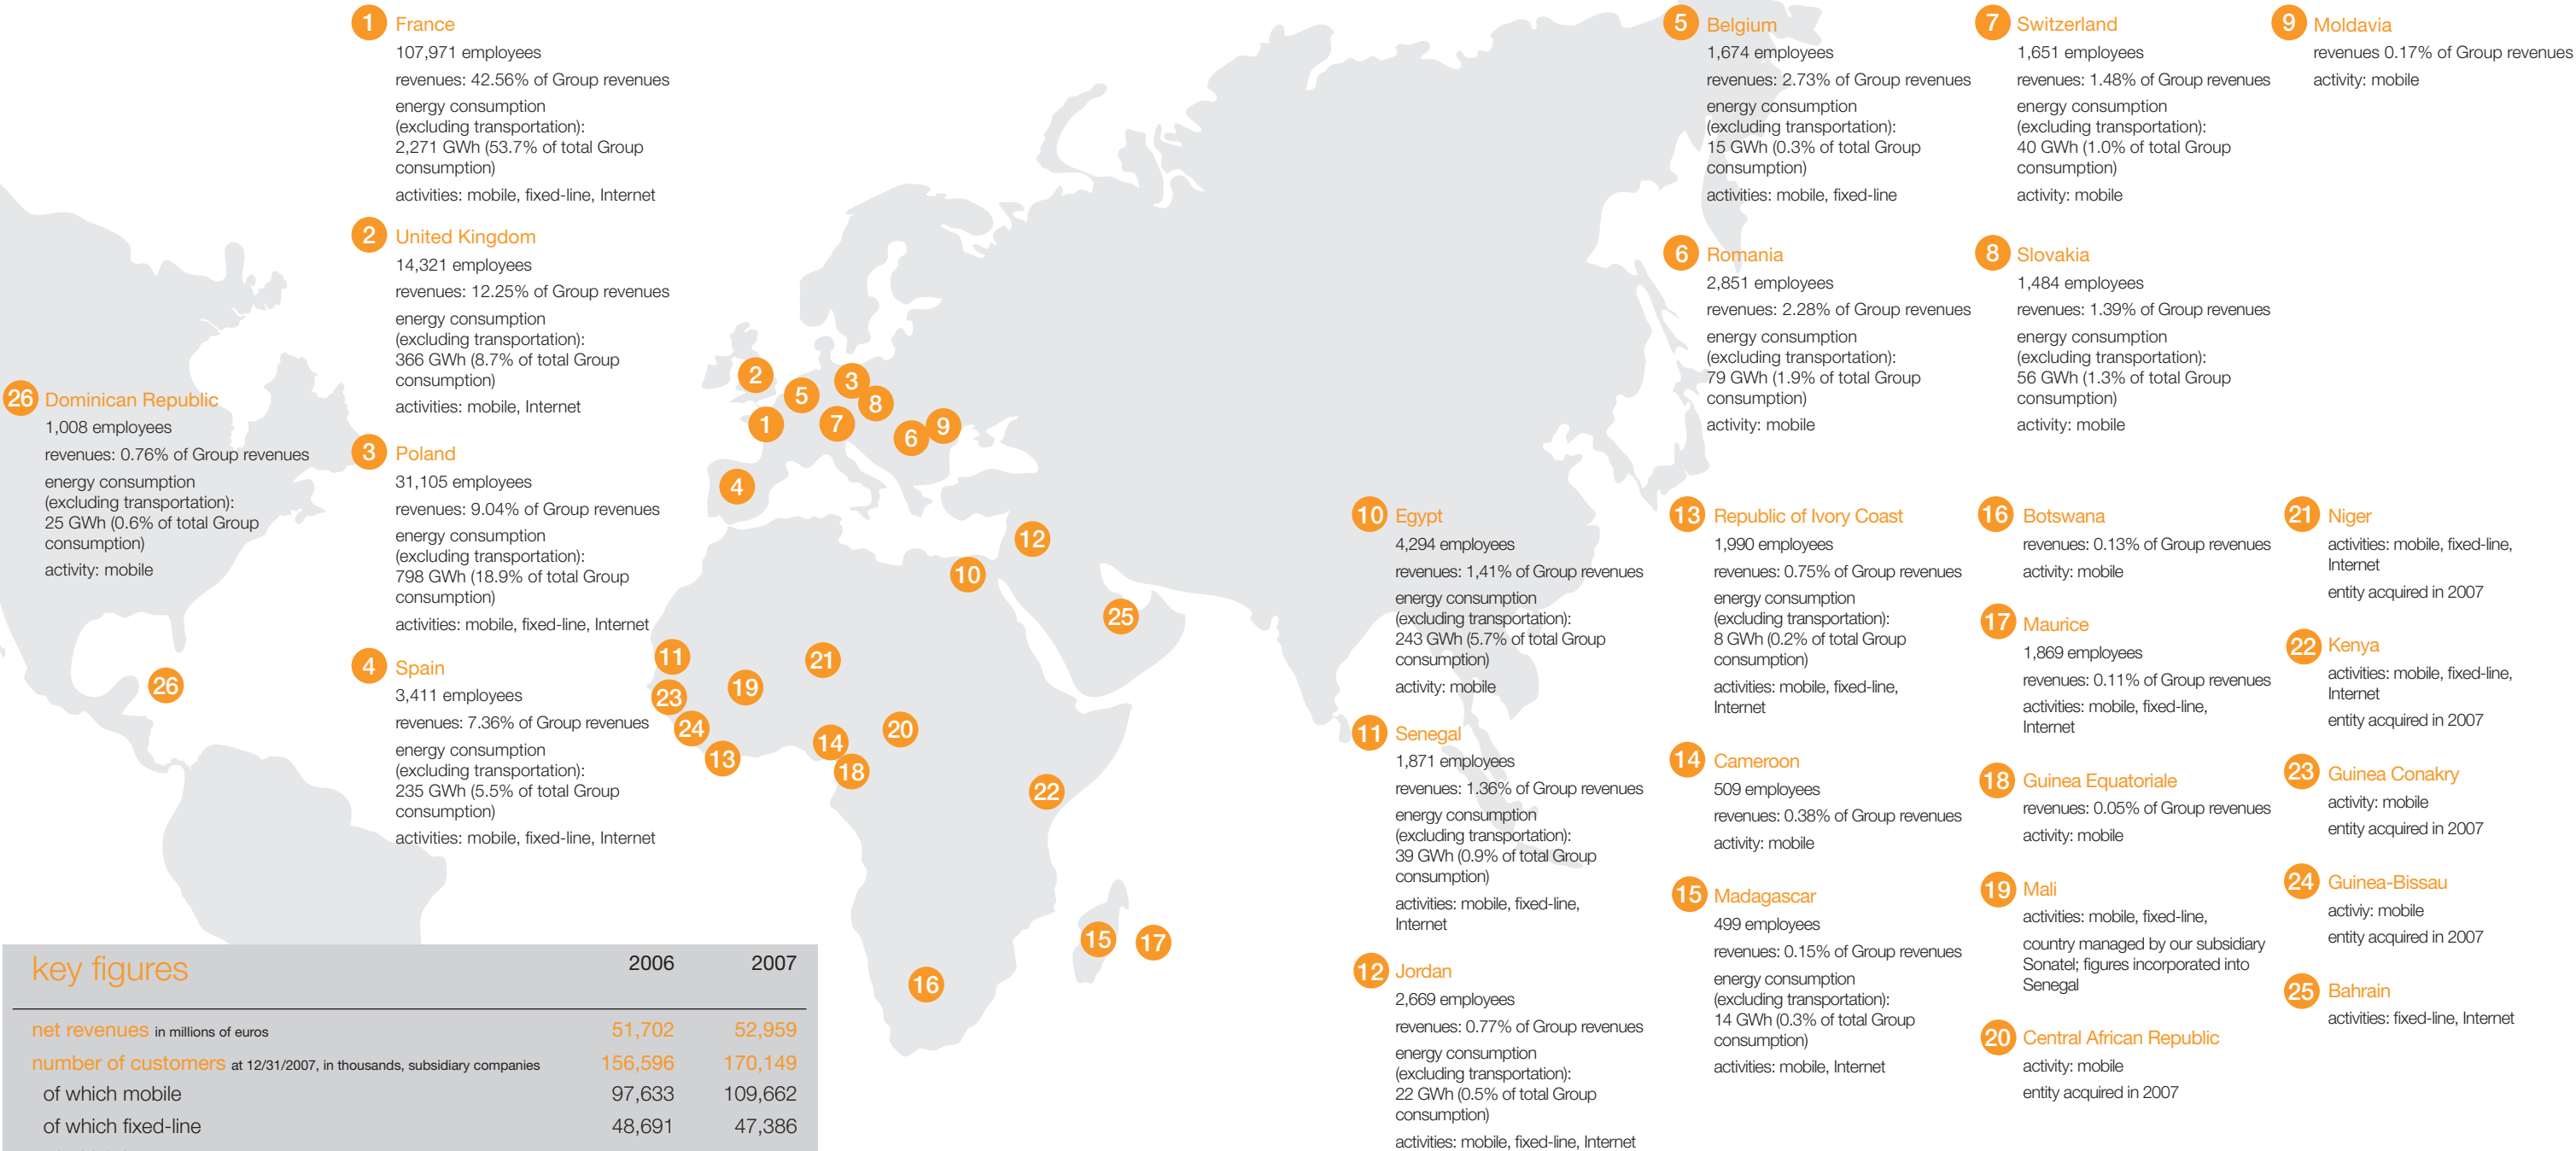 1 France
107,971 employees
revenues: 42.56% of Group revenues
energy consumption
(excluding transportation):
2,271 GWh (53.7% of total Group
consumption)
activities: mobile, fixed-line, Internet
2 United Kingdom
14,321 employees
revenues: 12.25% of Group revenues
energy consumption
(excluding transportation):
366 GWh (8.7% of total Group
consumption)
activities: mobile, Internet
3 Poland
31,105 employees
revenues: 9.04% of Group revenues
energy consumption
(excluding transportation):
798 GWh (18.9% of total Group
consumption)
activities: mobile, fixed-line, Internet
4 Spain
3,411 employees
revenues: 7.36% of Group revenues
energy consumption
(excluding transportation):
235 GWh (5.5% of total Group
consumption)
activities: mobile, fixed-line, Internet
26 Dominican Republic
1,008 employees
revenues: 0.76% of Group revenues
energy consumption
(excluding transportation):
25 GWh (0.6% of total Group
consumption)
activity: mobile
5 Belgium
1,674 employees
revenues: 2.73% of Group revenues
energy consumption
(excluding transportation):
15 GWh (0.3% of total Group
consumption)
activities: mobile, fixed-line
6 Romania
2,851 employees
revenues: 2.28% of Group revenues
energy consumption
(excluding transportation):
79 GWh (1.9% of total Group
consumption)
activity: mobile
7 Switzerland
1,651 employees
revenues: 1.48% of Group revenues
energy consumption
(excluding transportation):
40 GWh (1.0% of total Group
consumption)
activity: mobile
8 Slovakia
1,484 employees
revenues: 1.39% of Group revenues
energy consumption
(excluding transportation):
56 GWh (1.3% of total Group
consumption)
activity: mobile
9 Moldavia
revenues 0.17% of Group revenues
activity: mobile
2
5
3
8
1
7
6
9
4
12
10
25
11
21
19
23
24
20
14
13
18
22
26
15
17
16
10 Egypt
4,294 employees
revenues: 1,41% of Group revenues
energy consumption
(excluding transportation):
243 GWh (5.7% of total Group
consumption)
activity: mobile
11 Senegal
1,871 employees
revenues: 1.36% of Group revenues
energy consumption
(excluding transportation):
39 GWh (0.9% of total Group
consumption)
activities: mobile, fixed-line,
Internet
12 Jordan
2,669 employees
revenues: 0.77% of Group revenues
energy consumption
(excluding transportation):
22 GWh (0.5% of total Group
consumption)
activities: mobile, fixed-line, Internet
13 Republic of Ivory Coast
1,990 employees
revenues: 0.75% of Group revenues
energy consumption
(excluding transportation):
8 GWh (0.2% of total Group
consumption)
activities: mobile, fixed-line,
Internet
14 Cameroon
509 employees
revenues: 0.38% of Group revenues
activity: mobile
15 Madagascar
499 employees
revenues: 0.15% of Group revenues
energy consumption
(excluding transportation):
14 GWh (0.3% of total Group
consumption)
activities: mobile, Internet
16 Botswana
revenues: 0.13% of Group revenues
activity: mobile
17 Maurice
1,869 employees
revenues: 0.11% of Group revenues
activities: mobile, fixed-line,
Internet
18 Guinea Equatoriale
revenues: 0.05% of Group revenues
activity: mobile
19 Mali
activities: mobile, fixed-line,
country managed by our subsidiary
Sonatel; figures incorporated into
Senegal
20 Central African Republic
activity: mobile
entity acquired in 2007
21 Niger
activities: mobile, fixed-line,
Internet
entity acquired in 2007
22 Kenya
activities: mobile, fixed-line,
Internet
entity acquired in 2007
23 Guinea Conakry
activity: mobile
entity acquired in 2007
24 Guinea-Bissau
activiy: mobile
entity acquired in 2007
25 Bahrain
activities: fixed-line, Internet
key figures 2006 2007
net revenues in millions of euros 51,702 52,959
number of customers at 12/31/2007, in thousands, subsidiary companies 156,596 170,149
of which mobile 97,633 109,662
of which fixed-line 48,691 47,386